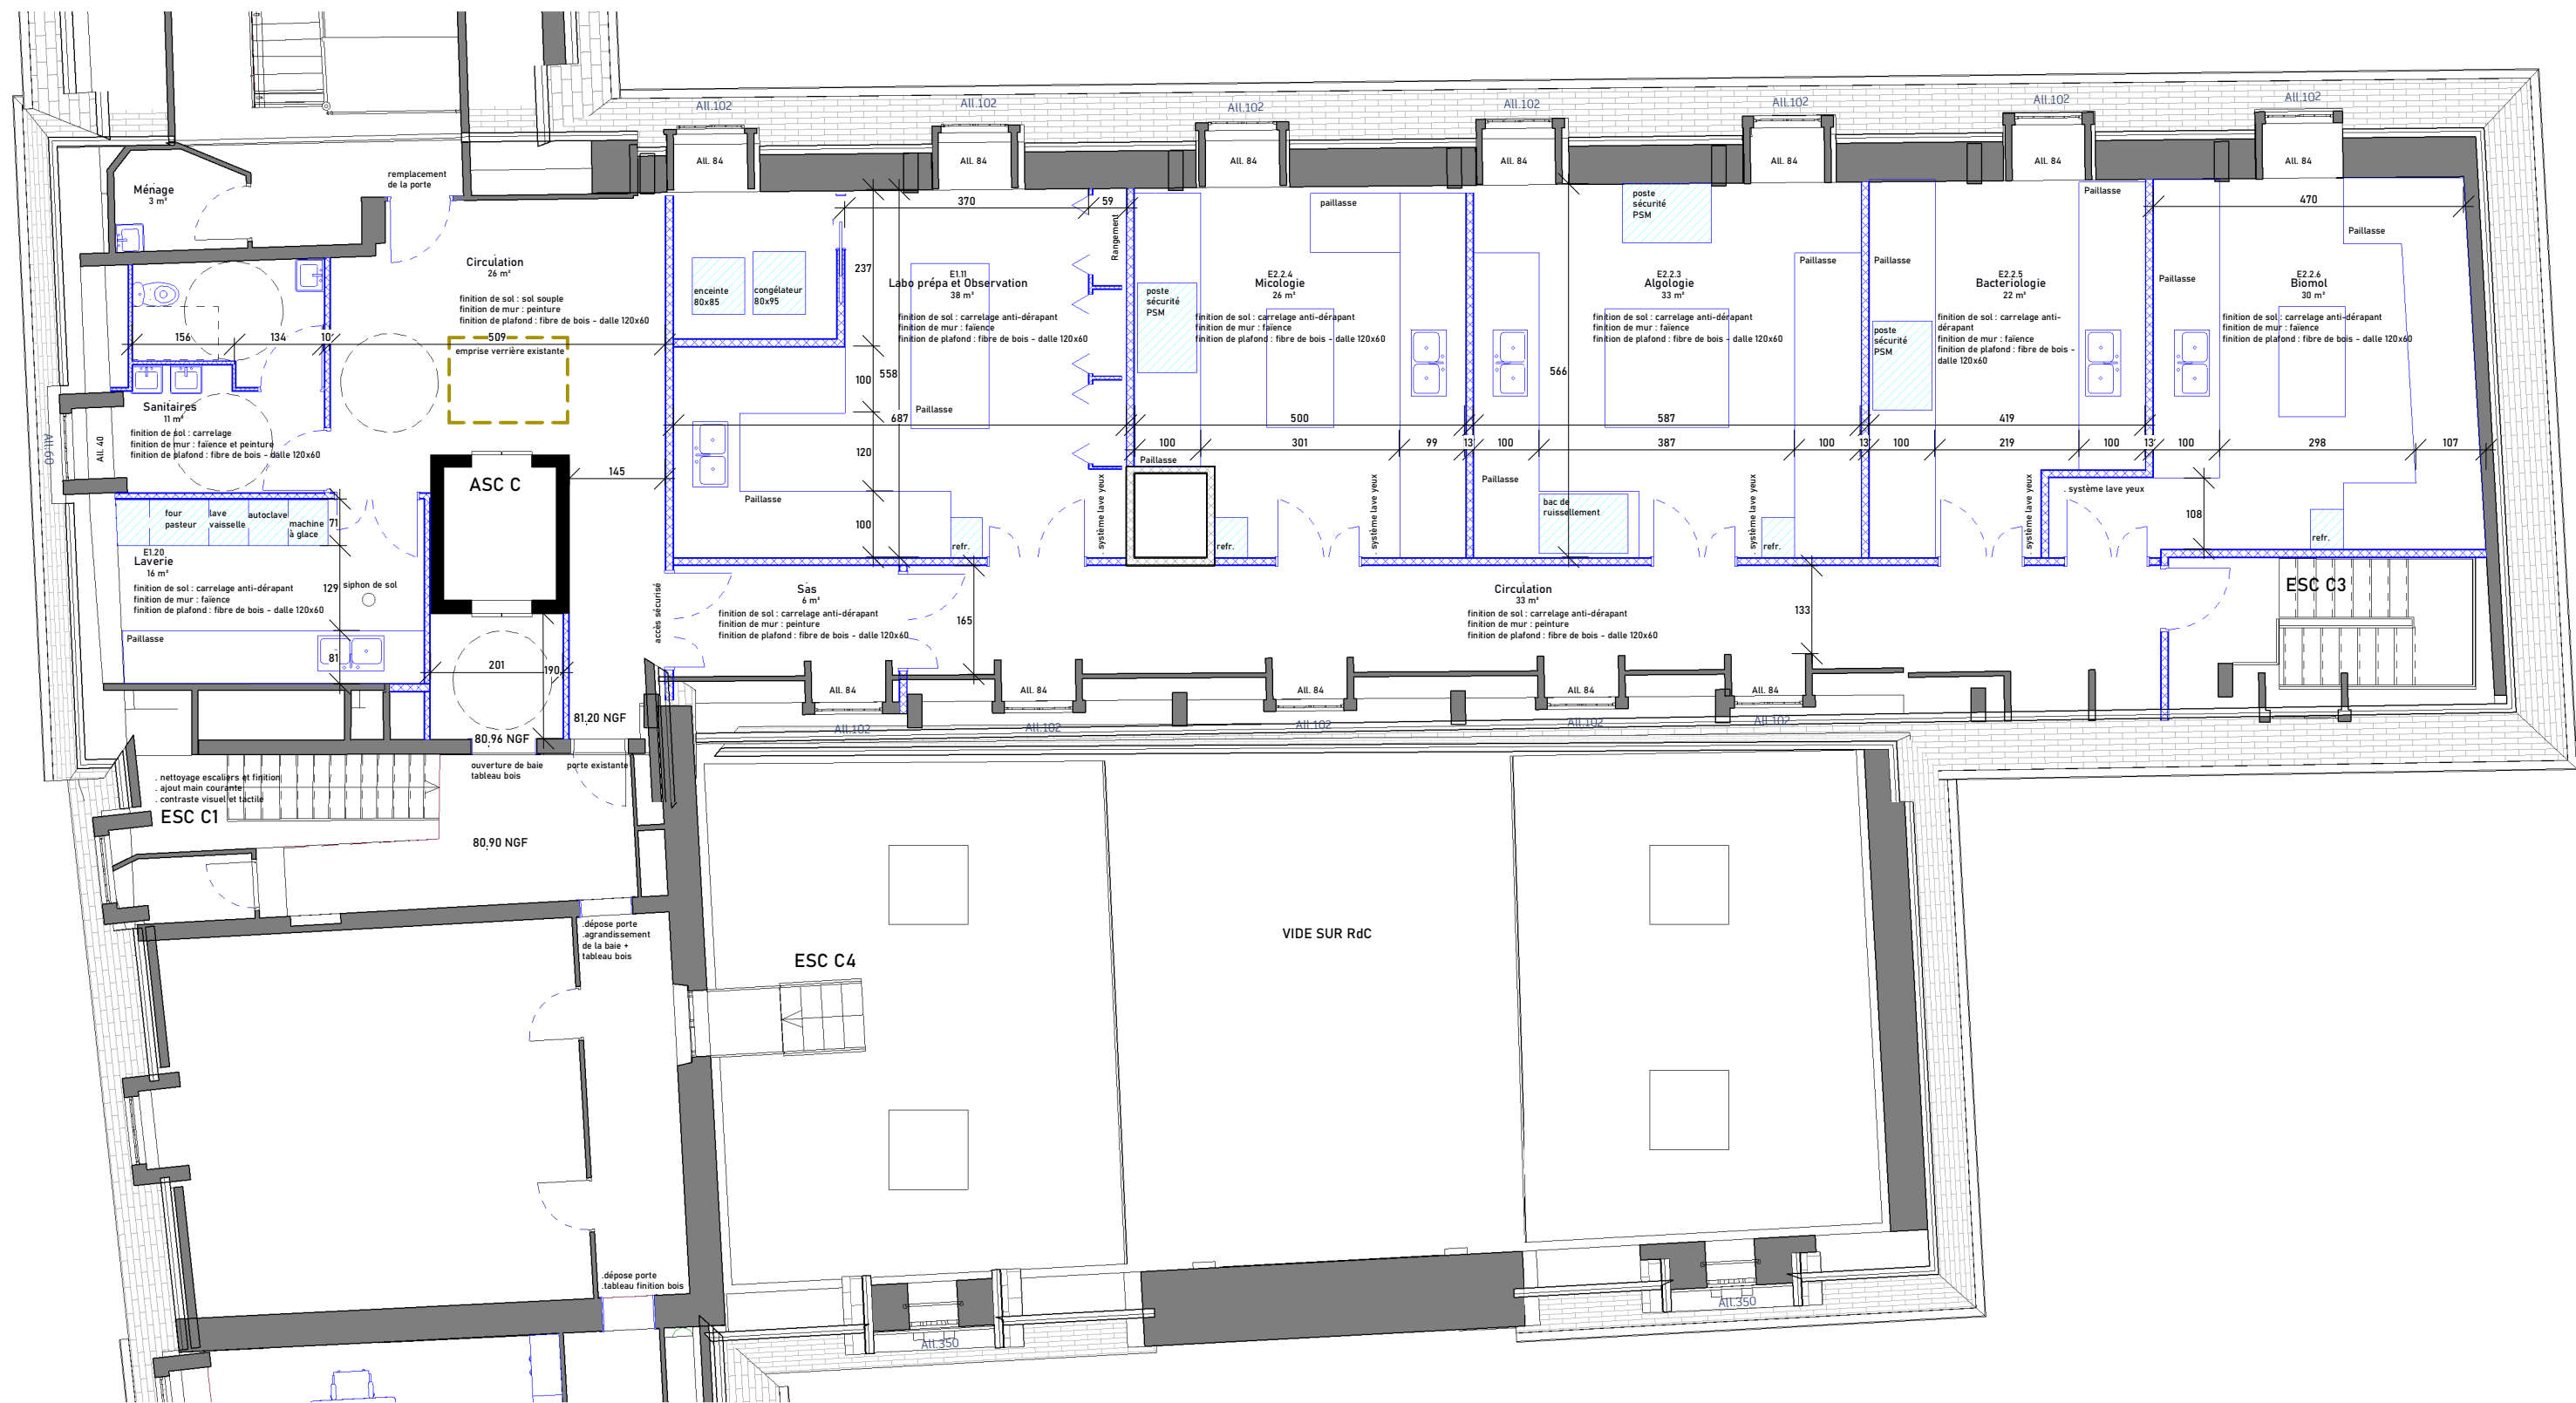 All.102
All.102
All.102
All.102
All.102
All.102
All.102
All. 84
All. 84
All. 84
All. 84
All. 84
All. 84
All. 84
Ménage
3 m²
remplacement
de la porte
Circulation
26 m²
finition de sol : sol souple
finition de mur : peinture
finition de plafond : fibre de bois - dalle 120x60
156
134
10
509
emprise verrière existante
Sanitaires
11 m²
finition de sol : carrelage
finition de mur : faïence et peinture
finition de plafond : fibre de bois - dalle 120x60
All.60
All. 40
ASC C
145
four
pasteur
lave
vaisselle
autoclave
machine
à glace
71
E1.20
Laverie
16 m²
finition de sol : carrelage anti-dérapant
finition de mur : faïence
finition de plafond : fibre de bois - dalle 120x60
129
siphon de sol
Paillasse
81
201
190
enceinte
80x85
congélateur
80x95
237
370
59
Rangement
E1.11
Labo prépa et Observation
38 m²
finition de sol : carrelage anti-dérapant
finition de mur : faïence
finition de plafond : fibre de bois - dalle 120x60
100
558
Paillasse
687
120
Paillasse
100
refr.
. système lave yeux
poste
sécurité
PSM
paillasse
E2.2.4
Micologie
26 m²
finition de sol : carrelage anti-dérapant
finition de mur : faïence
finition de plafond : fibre de bois - dalle 120x60
500
100
301
99
13
Paillasse
refr.
. système lave yeux
poste
sécurité
PSM
Paillasse
E2.2.3
Algologie
33 m²
finition de sol : carrelage anti-dérapant
finition de mur : faïence
finition de plafond : fibre de bois - dalle 120x60
566
587
100
387
100
13
Paillasse
bac de
ruissellement
refr.
. système lave yeux
Paillasse
Paillasse
poste
sécurité
PSM
E2.2.5
Bacteriologie
22 m²
finition de sol : carrelage anti-
dérapant
finition de mur : faïence
finition de plafond : fibre de bois -
dalle 120x60
419
100
219
100
13
. système lave yeux
470
Paillasse
Paillasse
E2.2.6
Biomol
30 m²
finition de sol : carrelage anti-dérapant
finition de mur : faïence
finition de plafond : fibre de bois - dalle 120x60
100
298
107
. système lave yeux
108
refr.
accès sécurisé
Sas
6 m²
finition de sol : carrelage anti-dérapant
finition de mur : peinture
finition de plafond : fibre de bois - dalle 120x60
165
Circulation
33 m²
finition de sol : carrelage anti-dérapant
finition de mur : peinture
finition de plafond : fibre de bois - dalle 120x60
133
ESC C3
All. 84
All. 84
All. 84
All. 84
All. 84
All.102
All.102
All.102
All.102
All.102
81,20 NGF
80,96 NGF
ouverture de baie
tableau bois
porte existante
. nettoyage escaliers et finition
. ajout main courante
. contraste visuel et tactile
ESC C1
80,90 NGF
.dépose porte
.agrandissement
de la baie +
tableau bois
ESC C4
VIDE SUR RdC
.dépose porte
.tableau finition bois
All.350
All.350